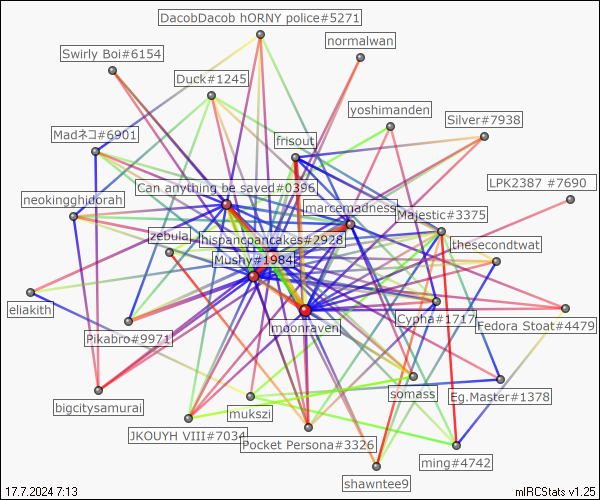 DacobDacob hORNY police#5271
normalwan
Swirly Boi#6154
Duck#1245
yoshimanden
Silver#7938
Madネコ#6901
frisout
LPK2387 #7690
Can anything be saved#0396
neokingghidorah
marcemadness
Majestic#3375
zebula
hispancpancakes#2928
thesecondtwat
Mushy#1984
eliakith
moonraven
Cypha#1717
Fedora Stoat#4479
Pikabro#9971
somass
Eg.Master#1378
bigcitysamurai
mukszi
JKOUYH VIII#7034
Pocket Persona#3326
ming#4742
shawntee9
17.7.2024 7:13
mIRCStats v1.25